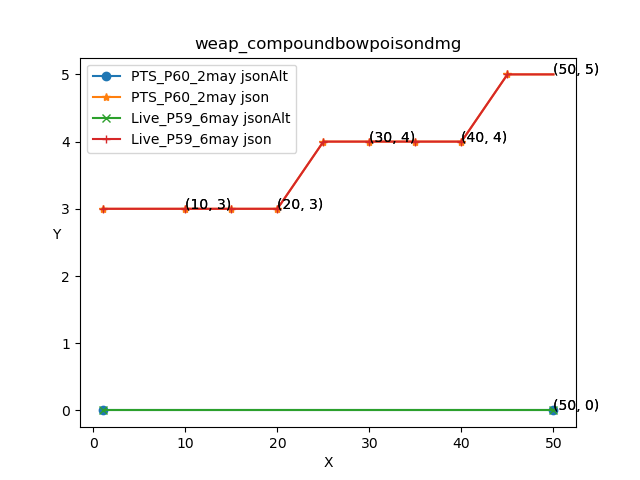 weap_compoundbowpoisondmg
PTS_P60_2may jsonAlt
PTS_P60_2may json
Live_P59_6may jsonAlt
Live_P59_6may json
5
4
3
2
1
0
Y
(50, 5)
(30, 4)
(40, 4)
(10, 3)
(20, 3)
(50, 0)
0
10
20
30
40
50
X